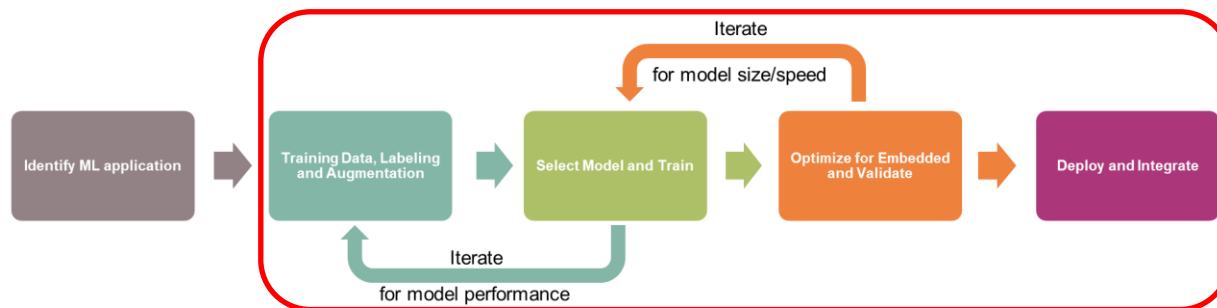 Iterate
for model size/speed
Identify ML application
Training Data, Labeling
and Augmentation
Select Model and Train
Optimize for Embedded
and Validate
Deploy and Integrate
Iterate
for model performance